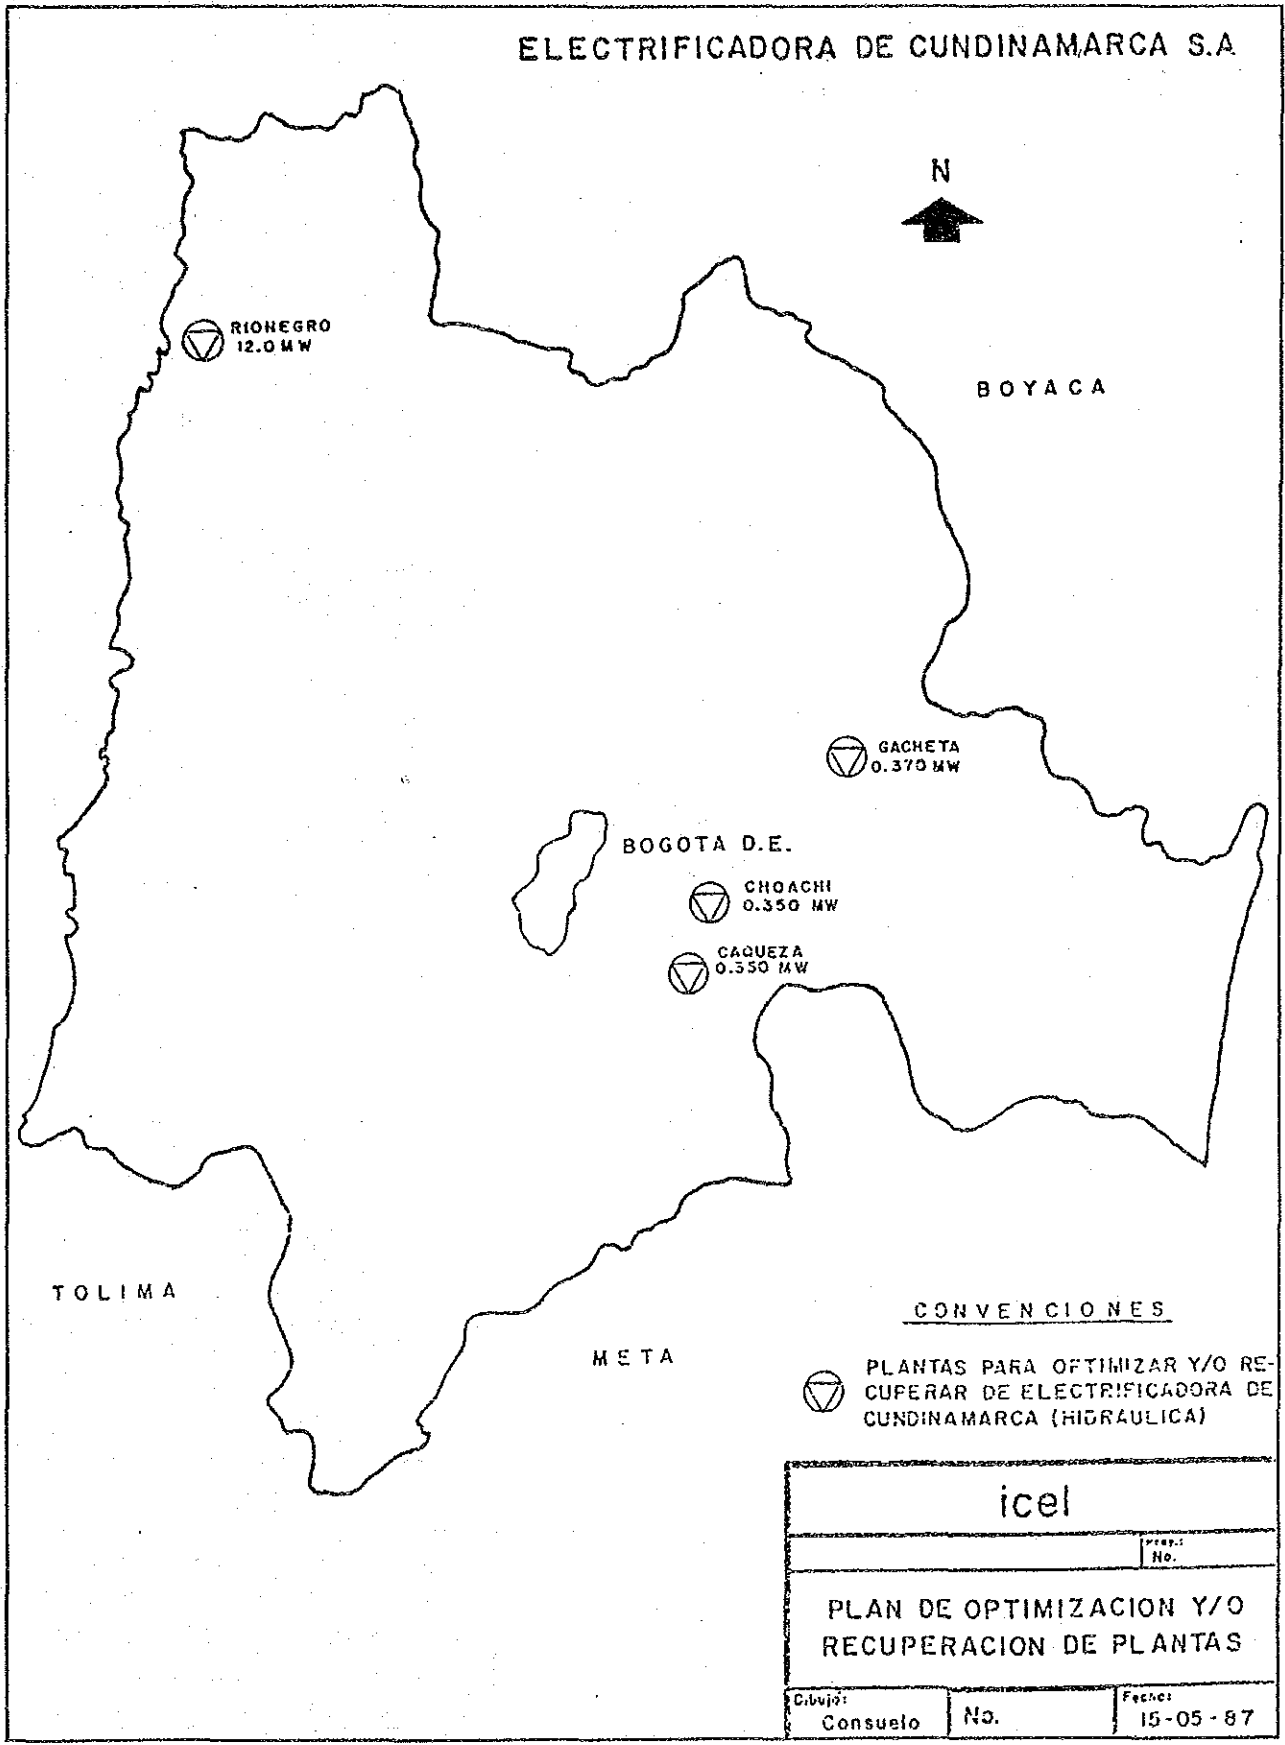 ELECTRIFICADORA DE CUNDINAMARCA S.A
N
RIONEGRO
12.0 MW
BOYACA
GACHETA
0.370 MW
BOGOTA D.E.
CHOACHI
0.350 MW
CAQUEZA
0.350 MW
TOLIMA
META
CONVENCIONES
PLANTAS PARA OPTIMIZAR Y/O RE-
CUPERAR DE ELECTRIFICADORA DE
CUNDINAMARCA (HIDRAULICA)
icel
No.
PLAN DE OPTIMIZACION Y/O
RECUPERACION DE PLANTAS
Dibujó:
Consuelo
No.
Fecha:
15-05-87